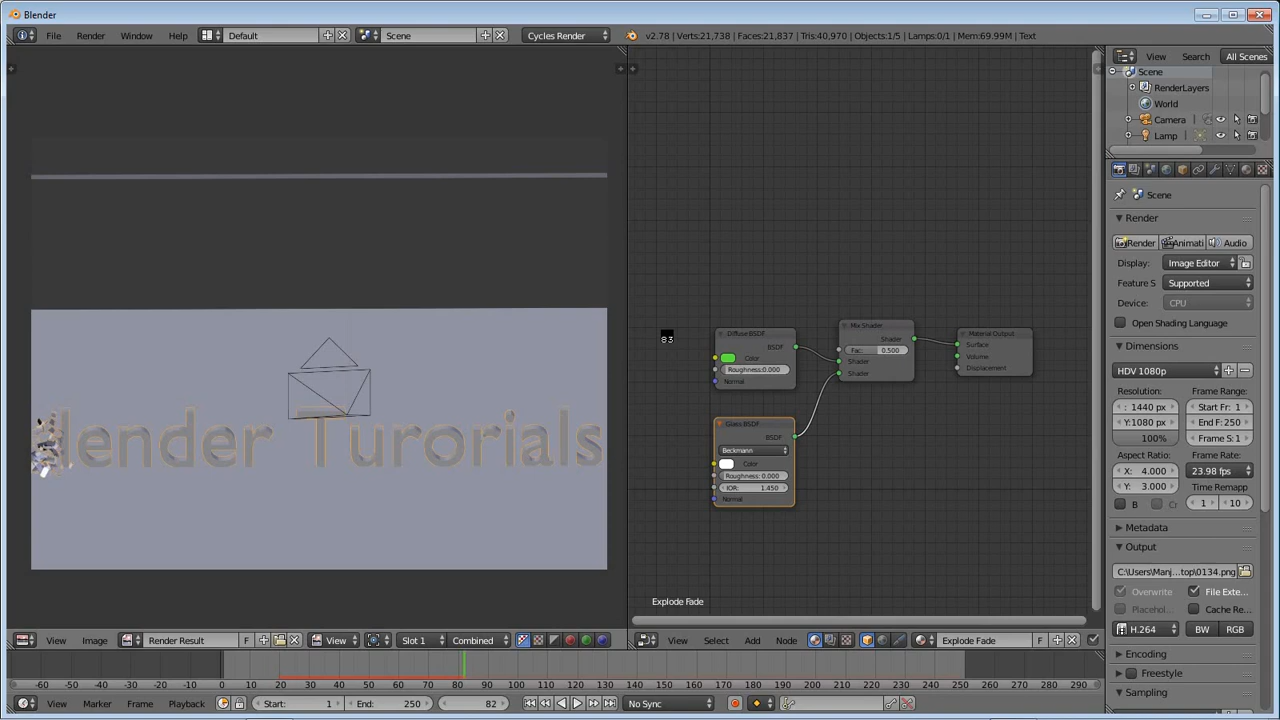 Blender
File Render Window Help Default Scene Cycles Render v2.78 | Verts:21,738 | Faces:21,837 | Tris:40,970 | Objects:1/5 | Lamps:0/1 | Mem:69.99M | Text
View Search All Scenes
Scene
RenderLayers
World
Camera
Lamp
Scene
Render
Render Animati Audio
Display: Image Editor
Feature S Supported
Device: CPU
Open Shading Language
Dimensions
HDV 1080p
Resolution: Frame Range:
: 1440 px Start Fr: 1
Y:1080 px End F: 250
100% Frame S:1
Aspect Ratio: 23.98 fps
X: 4.000
Y: 3.000 Time Remapp
B Cr 1 10
Metadata
Output
C:\Users\Manj...top\0134.png
Overwrite File Exte...
Placehol... Cache Re...
H.264 BW RGB
Encoding
Freestyle
Sampling
Blender Turorials
83
Diffuse BSDF
BSDF
Color
Roughness:0.000
Normal
Glass BSDF
BSDF
Beckmann
Color
Roughness: 0.000
IOR: 1.450
Normal
Mix Shader
Shader
Fac: 0.500
Shader
Shader
Material Output
Surface
Volume
Displacement
Explode Fade
View Image Render Result F View Slot 1 Combined
View Select Add Node Explode Fade F
-60 -50 -40 -30 -20 -10 0 10 20 30 40 50 60 70 80 90 100 110 120 130 140 150 160 170 180 190 200 210 220 230 240 250 260 270 280 290
View Marker Frame Playback Start: 1 End: 250 82 No Sync